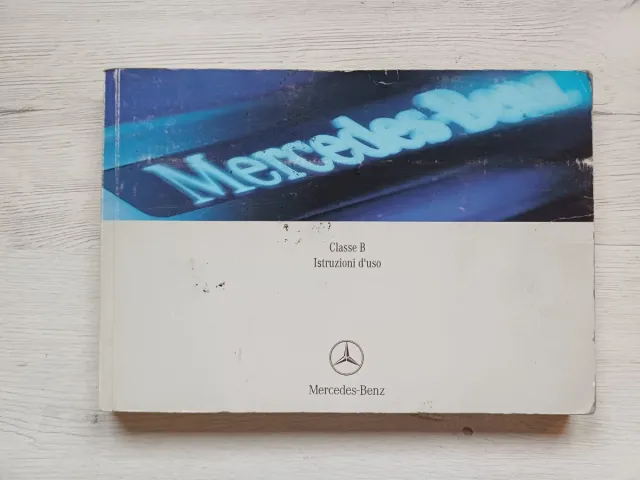 Mercedes-Benz
Classe B
Istruzioni d'uso
Mercedes-Benz